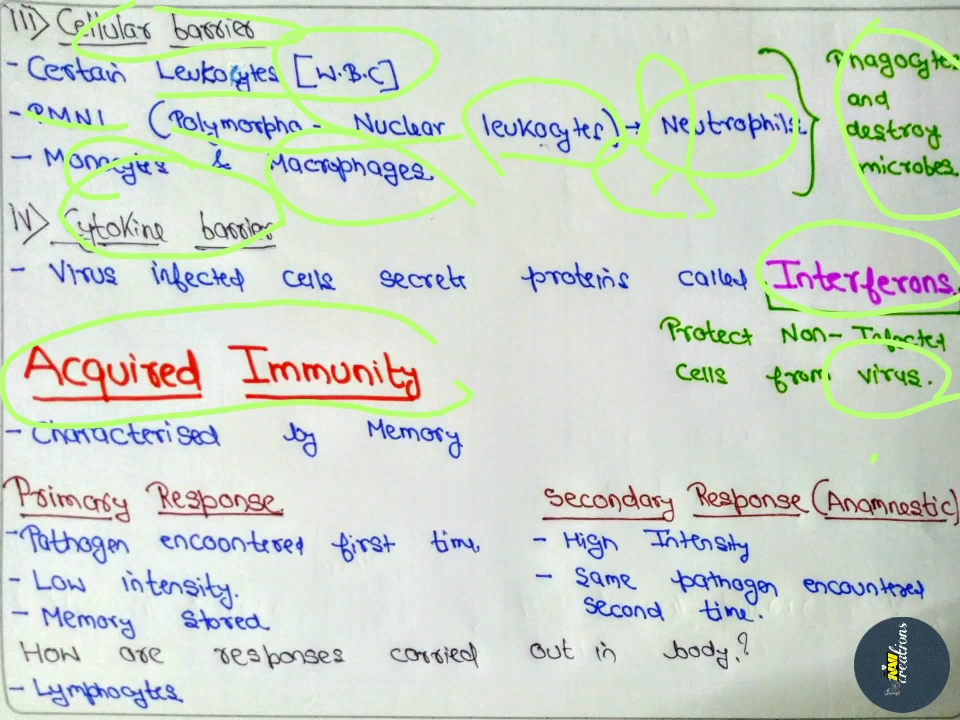 III) Cellular barrier
- Certain Leukocytes [W.B.C]
- PMNL (Polymorpho - Nuclear leukocytes) → Neutrophils
- Monocytes & Macrophages.
Phagocytes
and
destroy
microbes.
IV) Cytokine barrier
- Virus infected cells secrete proteins called Interferons.
Protect Non-Infected
cells from virus.
Acquired Immunity
- Characterised by Memory
Primary Response
- Pathogen encountered first time
- Low intensity.
- Memory Stored
Secondary Response (Anamnestic)
- High Intensity
- Same pathogen encountered
second time.
How are responses carried out in body?
- Lymphocytes
creations